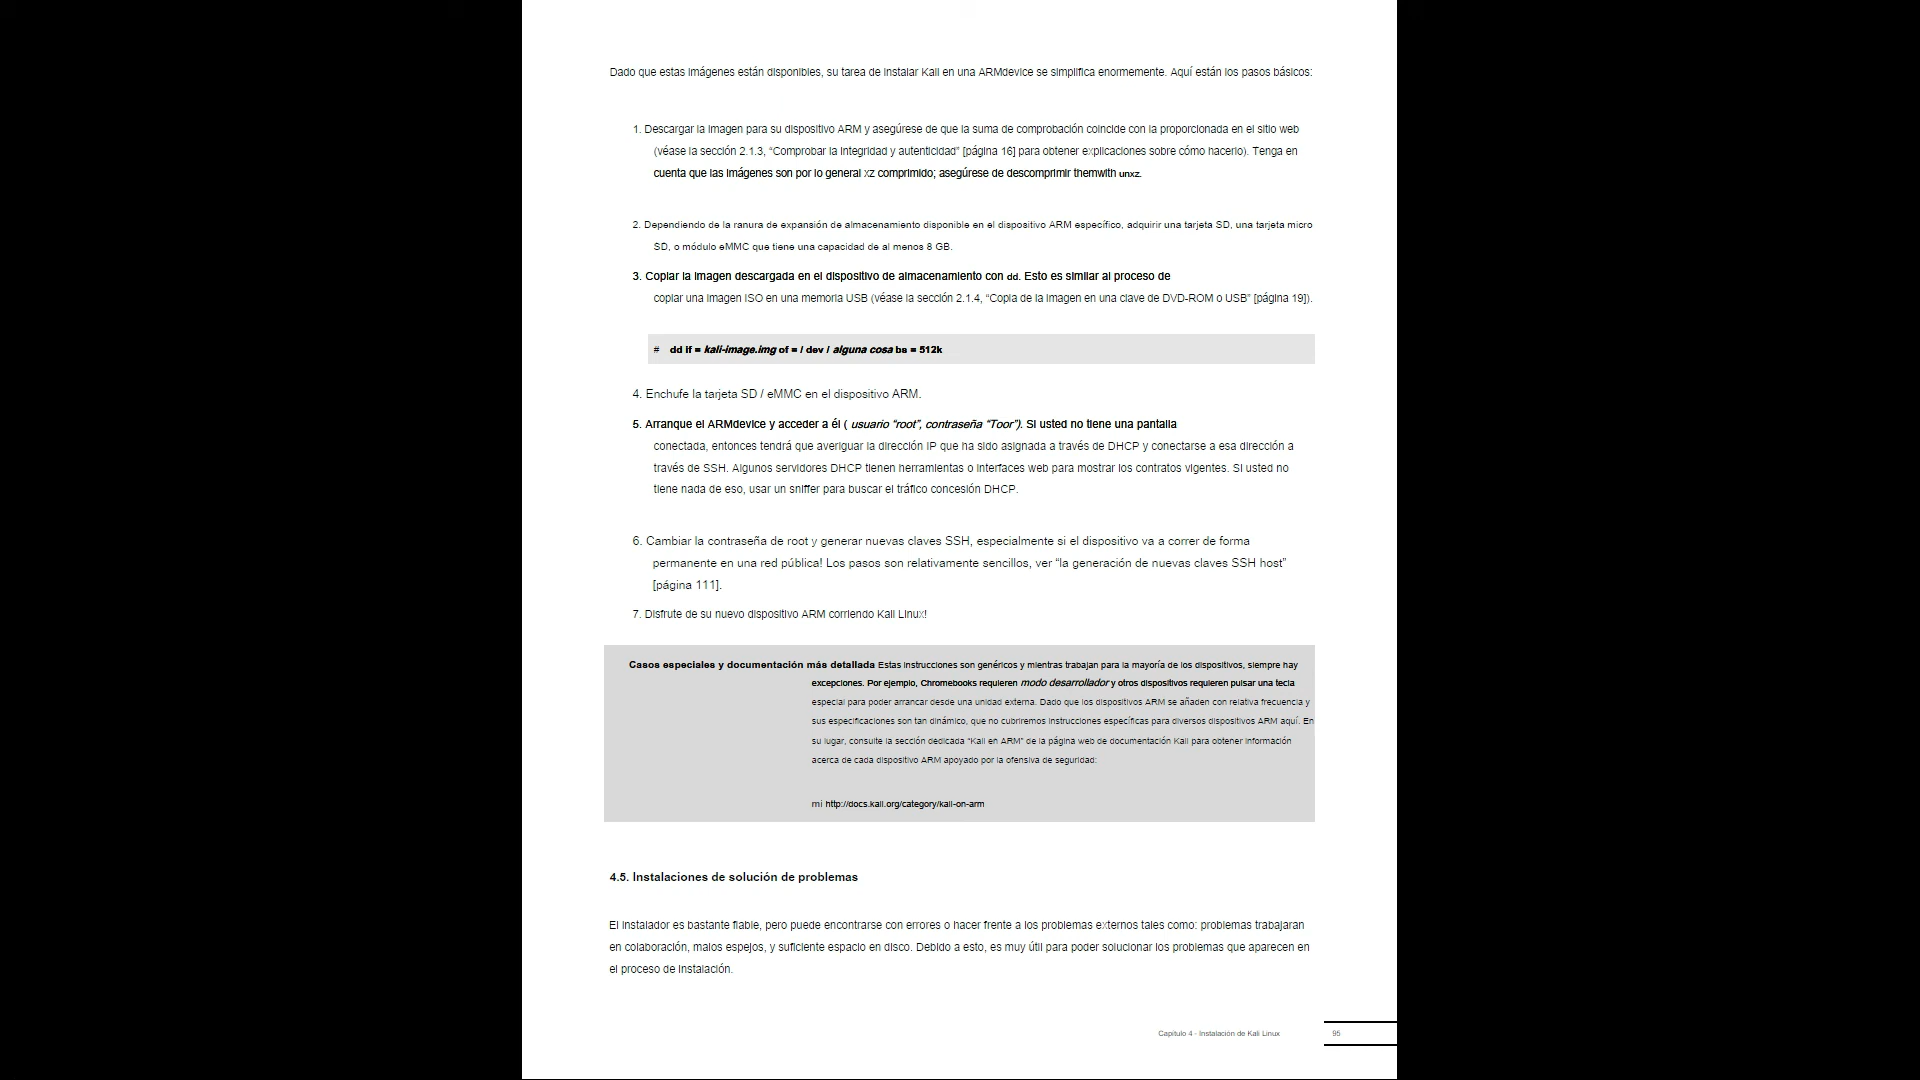 Dado que estas imágenes están disponibles, su tarea de instalar Kali en una ARMdevice se simplifica enormemente. Aquí están los pasos básicos:
1. Descargar la imagen para su dispositivo ARM y asegúrese de que la suma de comprobación coincide con la proporcionada en el sitio web
(véase la sección 2.1.3, “Comprobar la integridad y autenticidad” [página 16] para obtener explicaciones sobre cómo hacerlo). Tenga en
cuenta que las imágenes son por lo general xz comprimido; asegúrese de descomprimir themwith unxz.
2. Dependiendo de la ranura de expansión de almacenamiento disponible en el dispositivo ARM específico, adquirir una tarjeta SD, una tarjeta micro
SD, o módulo eMMC que tiene una capacidad de al menos 8 GB.
3. Copiar la imagen descargada en el dispositivo de almacenamiento con dd. Esto es similar al proceso de
copiar una imagen ISO en una memoria USB (véase la sección 2.1.4, “Copia de la imagen en una clave de DVD-ROM o USB” [página 19]).
# dd if = kali-image.img of = / dev / alguna cosa bs = 512k
4. Enchufe la tarjeta SD / eMMC en el dispositivo ARM.
5. Arranque el ARMdevice y acceder a él ( usuario “root”, contraseña “Toor”). Si usted no tiene una pantalla
conectada, entonces tendrá que averiguar la dirección IP que ha sido asignada a través de DHCP y conectarse a esa dirección a
través de SSH. Algunos servidores DHCP tienen herramientas o interfaces web para mostrar los contratos vigentes. Si usted no
tiene nada de eso, usar un sniffer para buscar el tráfico concesión DHCP.
6. Cambiar la contraseña de root y generar nuevas claves SSH, especialmente si el dispositivo va a correr de forma
permanente en una red pública! Los pasos son relativamente sencillos, ver “la generación de nuevas claves SSH host”
[página 111].
7. Disfrute de su nuevo dispositivo ARM corriendo Kali Linux!
Casos especiales y documentación más detallada Estas instrucciones son genéricos y mientras trabajan para la mayoría de los dispositivos, siempre hay
excepciones. Por ejemplo, Chromebooks requieren modo desarrollador y otros dispositivos requieren pulsar una tecla
especial para poder arrancar desde una unidad externa. Dado que los dispositivos ARM se añaden con relativa frecuencia y
sus especificaciones son tan dinámico, que no cubriremos instrucciones específicas para diversos dispositivos ARM aquí. En
su lugar, consulte la sección dedicada “Kali en ARM” de la página web de documentación Kali para obtener información
acerca de cada dispositivo ARM apoyado por la ofensiva de seguridad:
mi http://docs.kali.org/category/kali-on-arm
4.5. Instalaciones de solución de problemas
El instalador es bastante fiable, pero puede encontrarse con errores o hacer frente a los problemas externos tales como: problemas trabajaran
en colaboración, malos espejos, y suficiente espacio en disco. Debido a esto, es muy útil para poder solucionar los problemas que aparecen en
el proceso de instalación.
Capítulo 4 - Instalación de Kali Linux
95